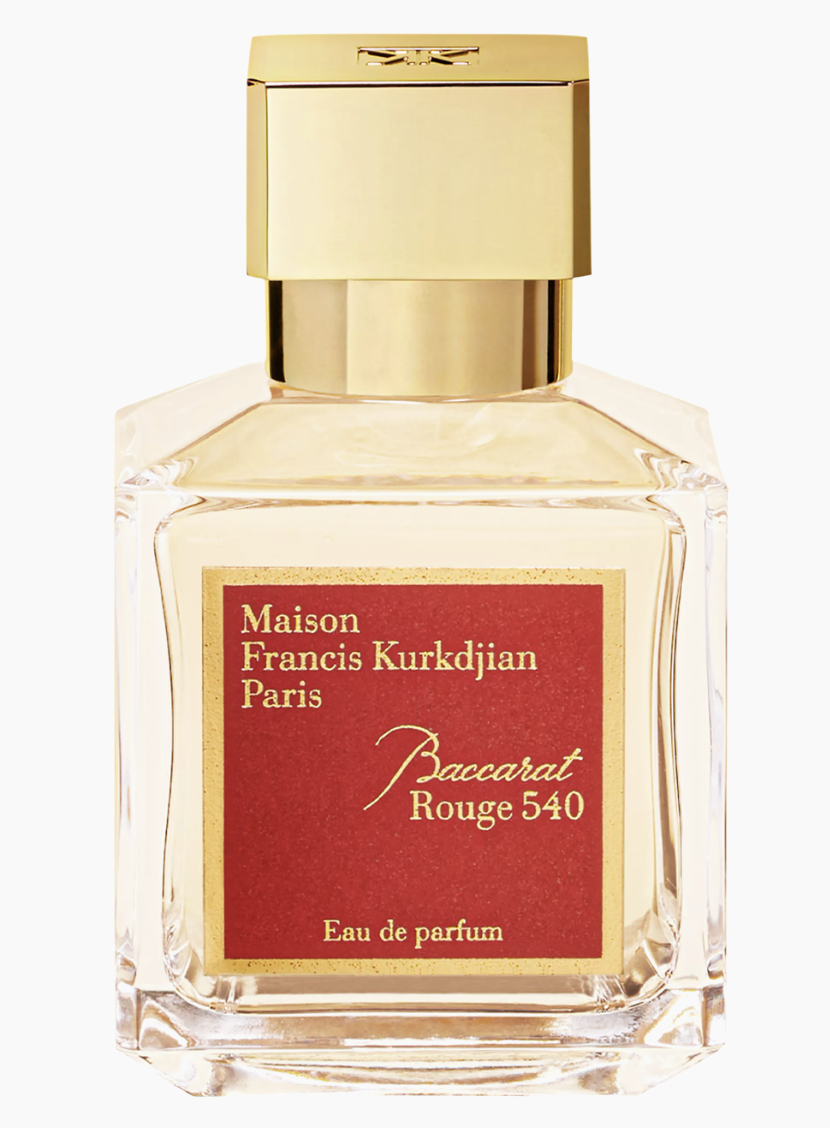 Maison
Francis Kurkdjian
Paris
Baccarat
Rouge 540
Eau de parfum